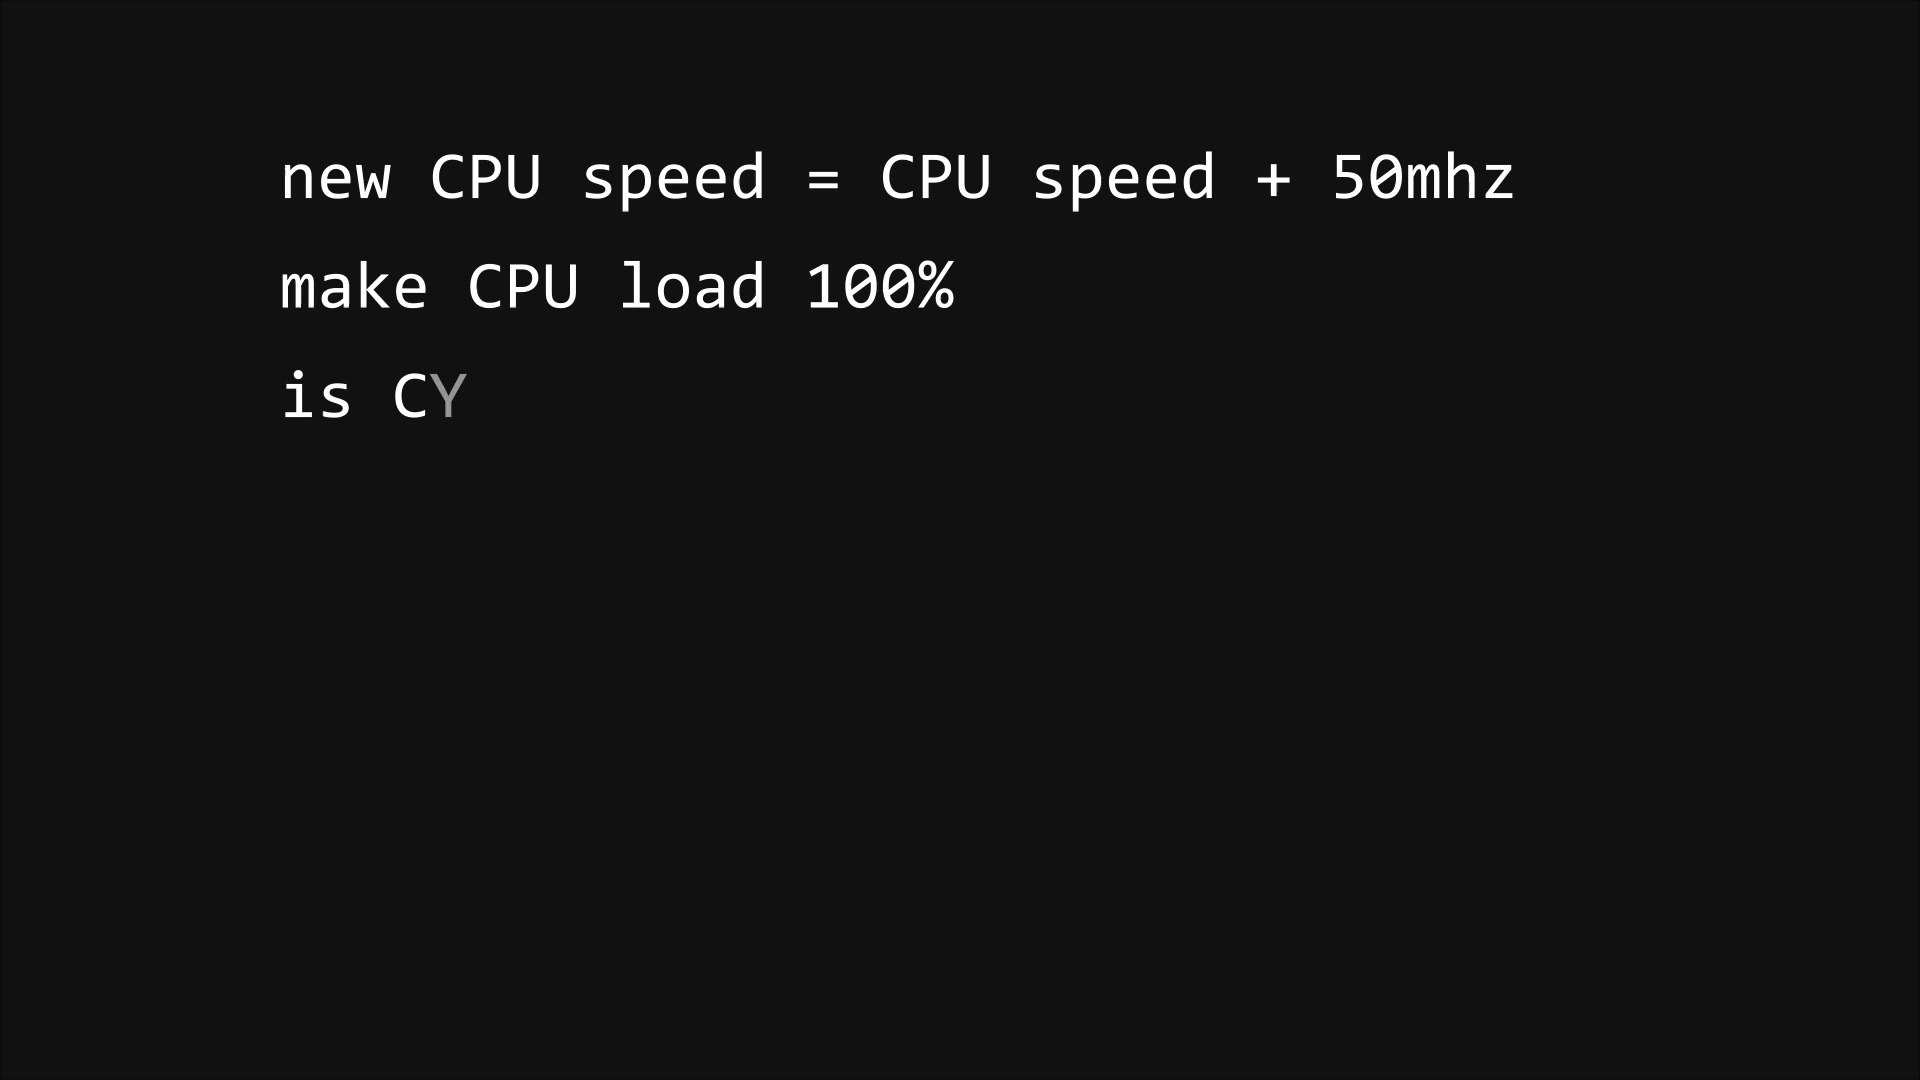 new CPU speed = CPU speed + 50mhz
make CPU load 100%
is CY